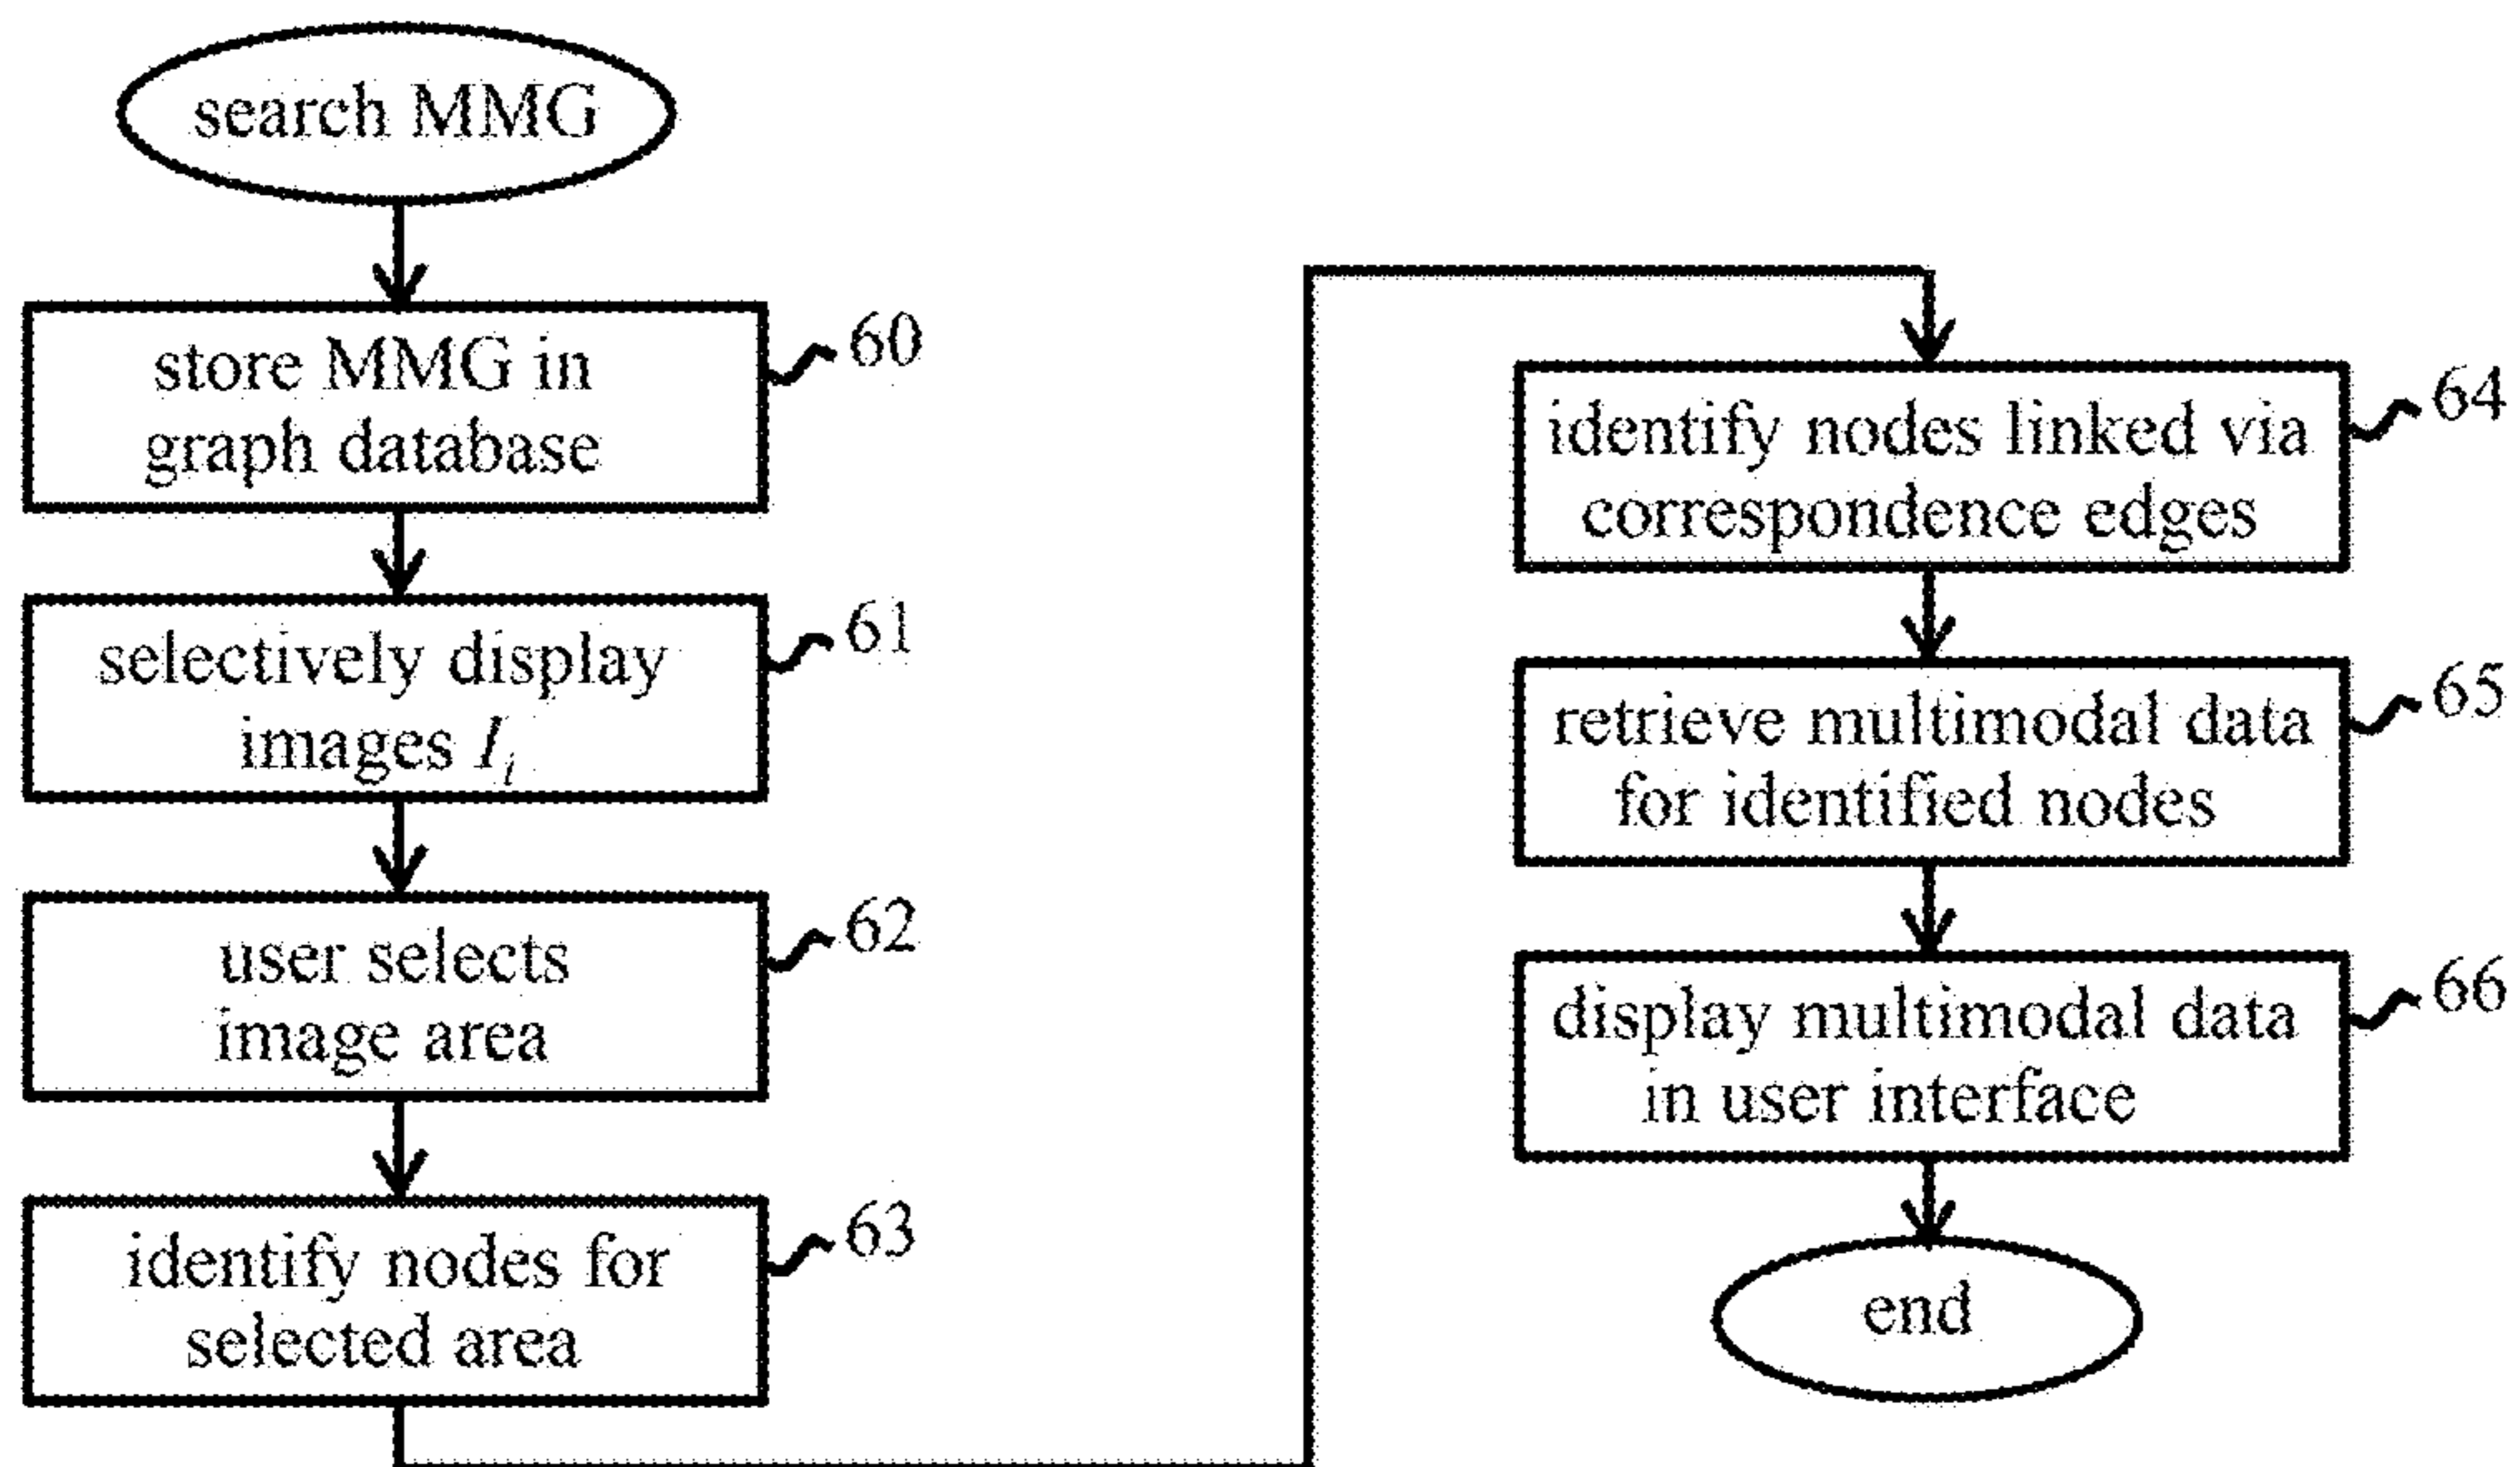 search MMG
store MMG in
graph database
60
selectively display
images I_i
61
user selects
image area
62
identify nodes for
selected area
63
identify nodes linked via
correspondence edges
64
retrieve multimodal data
for identified nodes
65
display multimodal data
in user interface
66
end